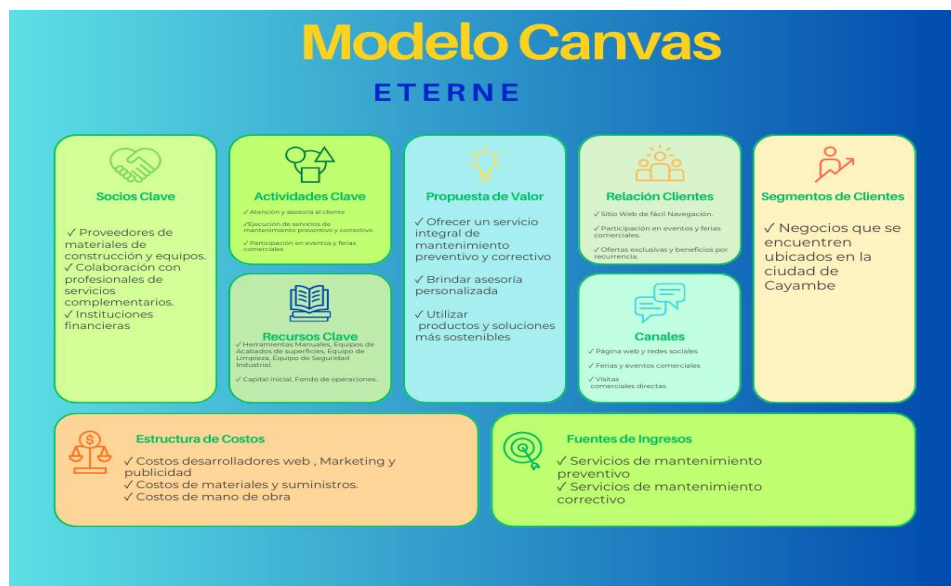 Modelo Canvas
ETERNE
Socios Clave
✓ Proveedores de
materiales de
construcción y equipos.
✓ Colaboración con
profesionales de
servicios
complementarios.
✓ Instituciones
financieras
Actividades Clave
✓ Atención y asesoria al cliente
✓Ejecución de servicios de
mantenimiento preventivo y correctivo
✓ Participación en eventos y ferias
comerciales
Recursos Clave
✓ Herramientas Manuales, Equipos de
Acabados de superficies, Equipo de
Limpieza, Equipo de Seguridad
Industrial.
✓ Capital inicial, Fondo de operaciones.
Propuesta de Valor
✓ Ofrecer un servicio
integral de
mantenimiento
preventivo y correctivo
✓ Brindar asesoría
personalizada
✓ Utilizar
productos y soluciones
más sostenibles
Relación Clientes
✓ Sitio Web de fácil Navegación.
✓ Participación en eventos y ferias
comerciales.
✓ Ofertas exclusivas y beneficios por
recurrencia.
Canales
✓ Página web y redes sociales
✓ Ferias y eventos comerciales
✓ Visitas
comerciales directas
Segmentos de Clientes
✓ Negocios que se
encuentren
ubicados en la
ciudad de
Cayambe
Estructura de Costos
✓ Costos desarrolladores web , Marketing y
publicidad
✓ Costos de materiales y suministros.
✓ Costos de mano de obra
Fuentes de Ingresos
✓ Servicios de mantenimiento
preventivo
✓ Servicios de mantenimiento
correctivo